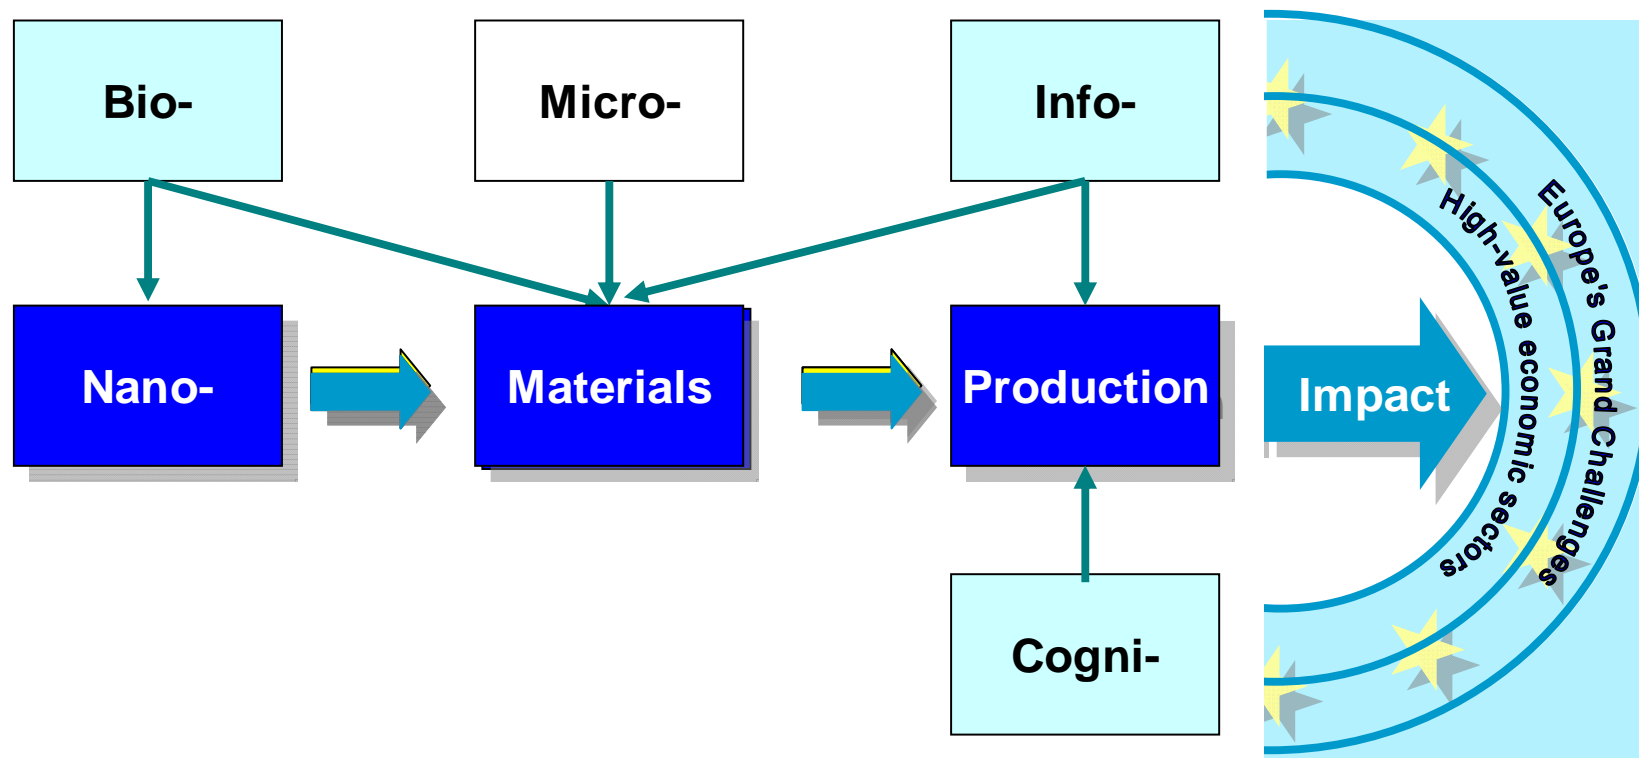 Bio-
Micro-
Info-
Nano-
Materials
Production
Impact
High-value economic sectors
Europe's Grand Challenges
Cogni-